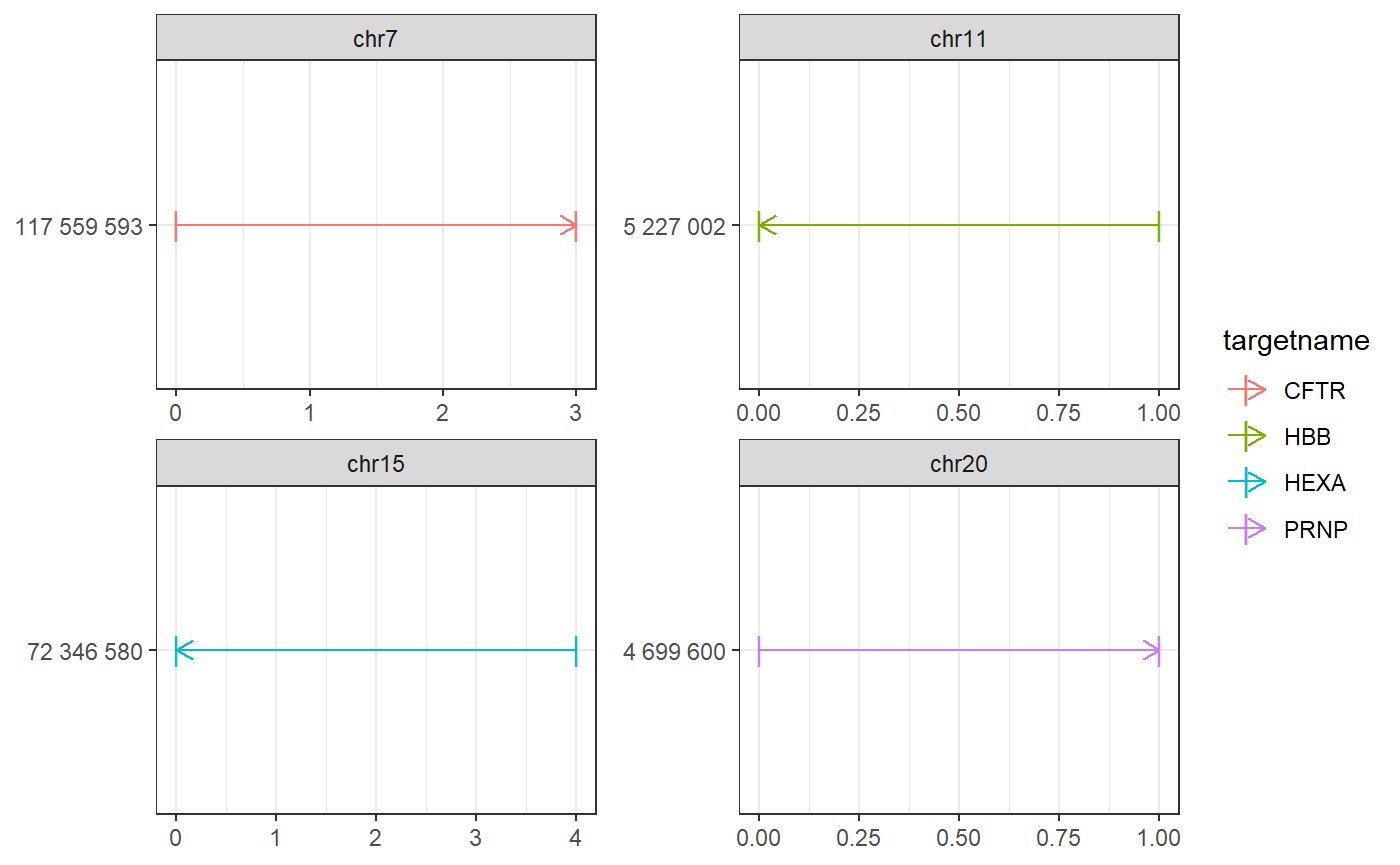 chr7
117 559 593
0 1 2 3
chr11
5 227 002
0.00 0.25 0.50 0.75 1.00
chr15
72 346 580
0 1 2 3 4
chr20
4 699 600
0.00 0.25 0.50 0.75 1.00
targetname
CFTR
HBB
HEXA
PRNP